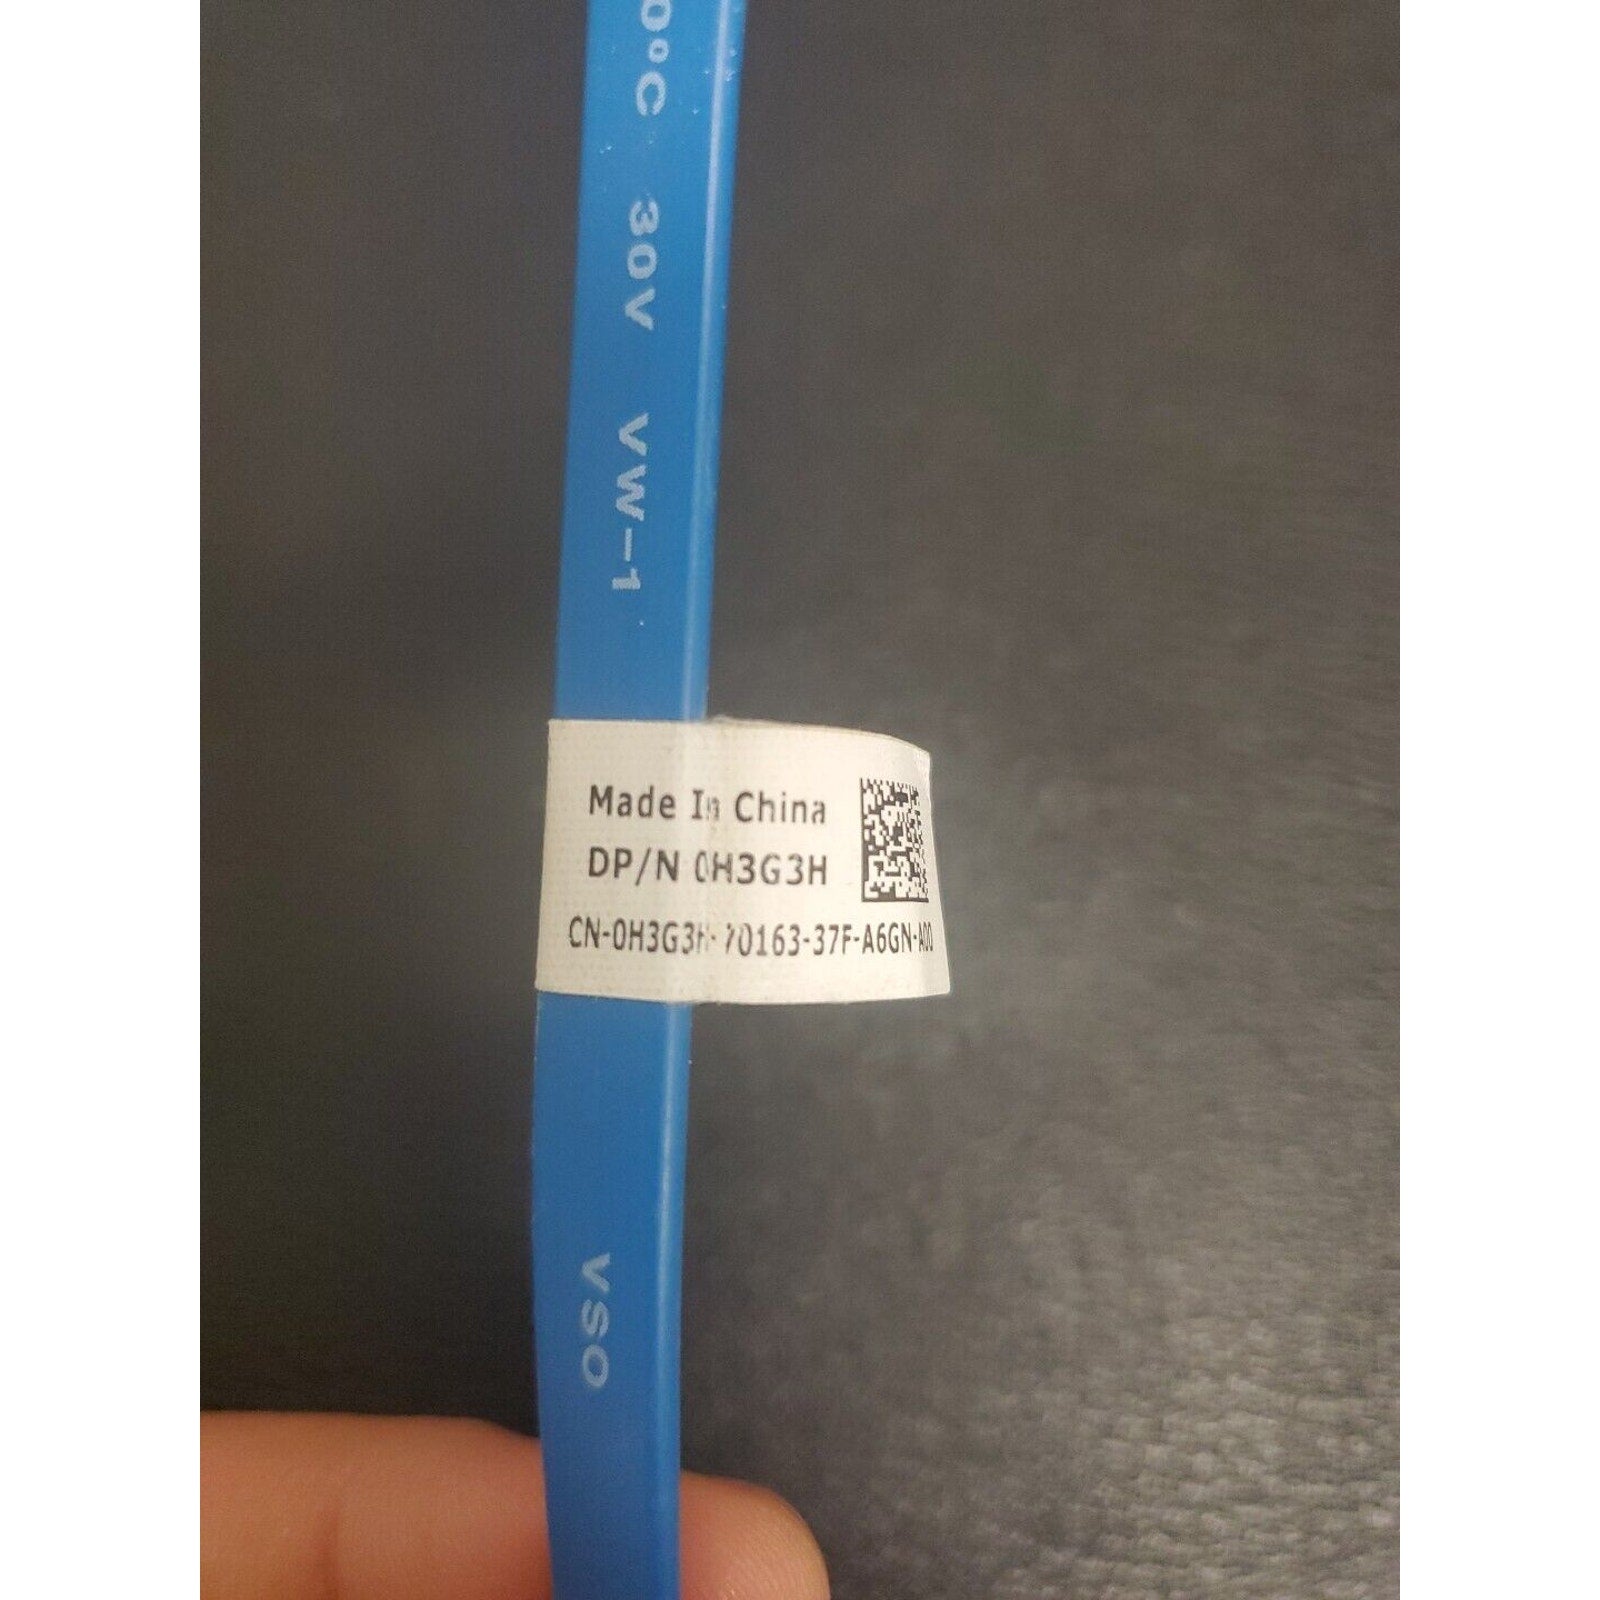 0°C 30V VW-1
Made In China
DP/N 0H3G3H
CN-0H3G3H-70163-37F-A6GN-A00
VSO